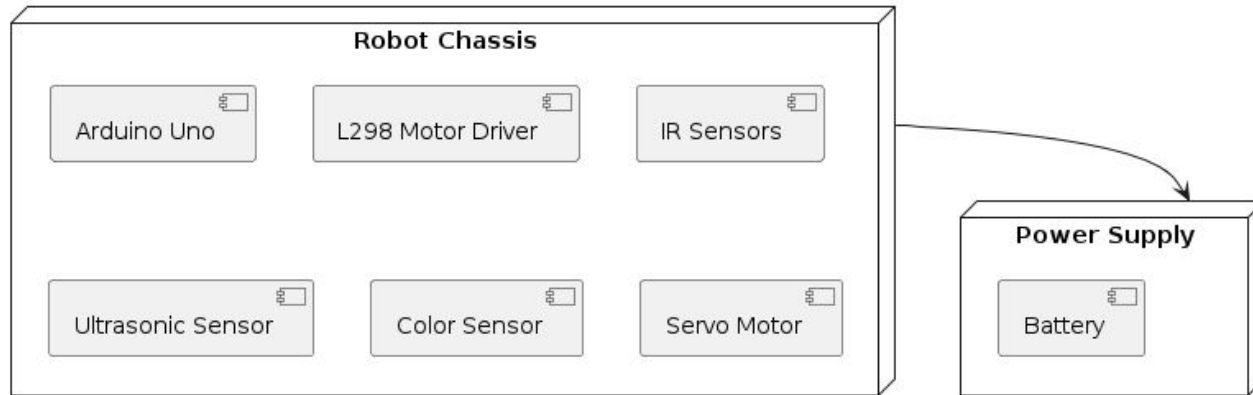 Robot Chassis
Arduino Uno
L298 Motor Driver
IR Sensors
Ultrasonic Sensor
Color Sensor
Servo Motor
Power Supply
Battery